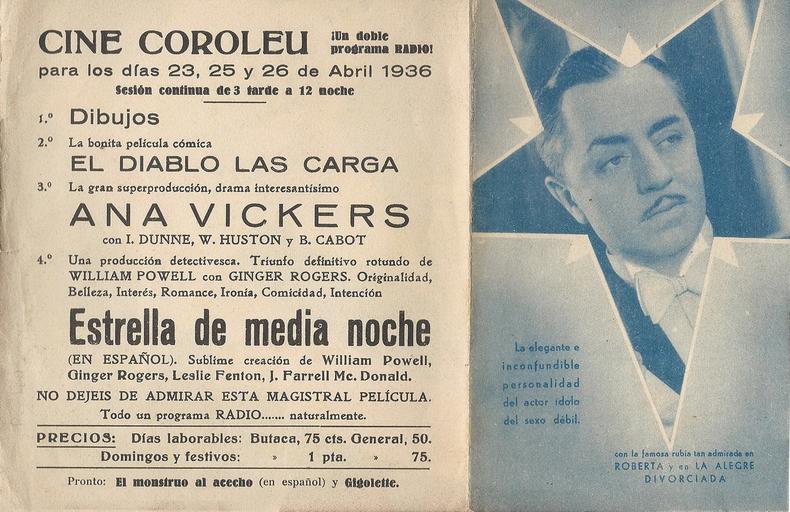 CINE COROLEU ¡Un doble programa RADIO!
para los días 23, 25 y 26 de Abril 1936
Sesión continua de 3 tarde a 12 noche
1.º Dibujos
2.º La bonita película cómica
EL DIABLO LAS CARGA
3.º La gran superproducción, drama interesantísimo
ANA VICKERS
con I. DUNNE, W. HUSTON y B. CABOT
4.º Una producción detectivesca. Triunfo definitivo rotundo de
WILLIAM POWELL con GINGER ROGERS. Originalidad,
Belleza, Interés, Romance, Ironía, Comicidad, Intención
Estrella de media noche
(EN ESPAÑOL). Sublime creación de William Powell,
Ginger Rogers, Leslie Fenton, J. Farrell Mc. Donald.
NO DEJEIS DE ADMIRAR ESTA MAGISTRAL PELÍCULA.
Todo un programa RADIO....... naturalmente.
PRECIOS: Días laborables: Butaca, 75 cts. General, 50.
Domingos y festivos: » 1 pta. » 75.
Pronto: El monstruo al acecho (en español) y Gigolette.
La elegante e
inconfundible
personalidad
del actor ídolo
del sexo débil.
con la famosa rubia tan admirada en
ROBERTA y en LA ALEGRE
DIVORCIADA